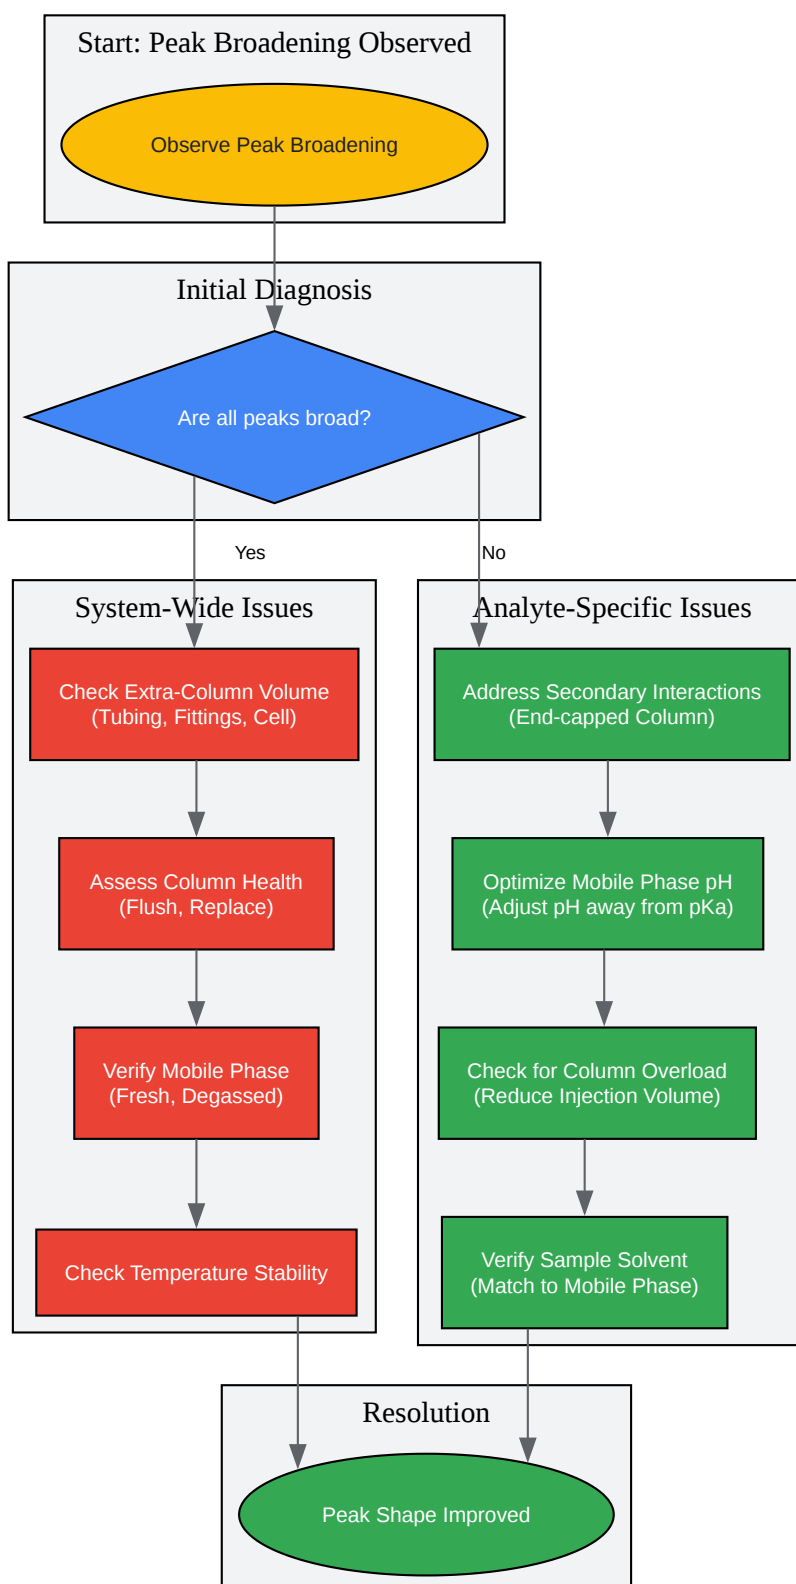 Start: Peak Broadening Observed
Observe Peak Broadening
Initial Diagnosis
Are all peaks broad?
Yes
No
System-Wide Issues
Check Extra-Column Volume
(Tubing, Fittings, Cell)
Assess Column Health
(Flush, Replace)
Verify Mobile Phase
(Fresh, Degassed)
Check Temperature Stability
Analyte-Specific Issues
Address Secondary Interactions
(End-capped Column)
Optimize Mobile Phase pH
(Adjust pH away from pKa)
Check for Column Overload
(Reduce Injection Volume)
Verify Sample Solvent
(Match to Mobile Phase)
Resolution
Peak Shape Improved